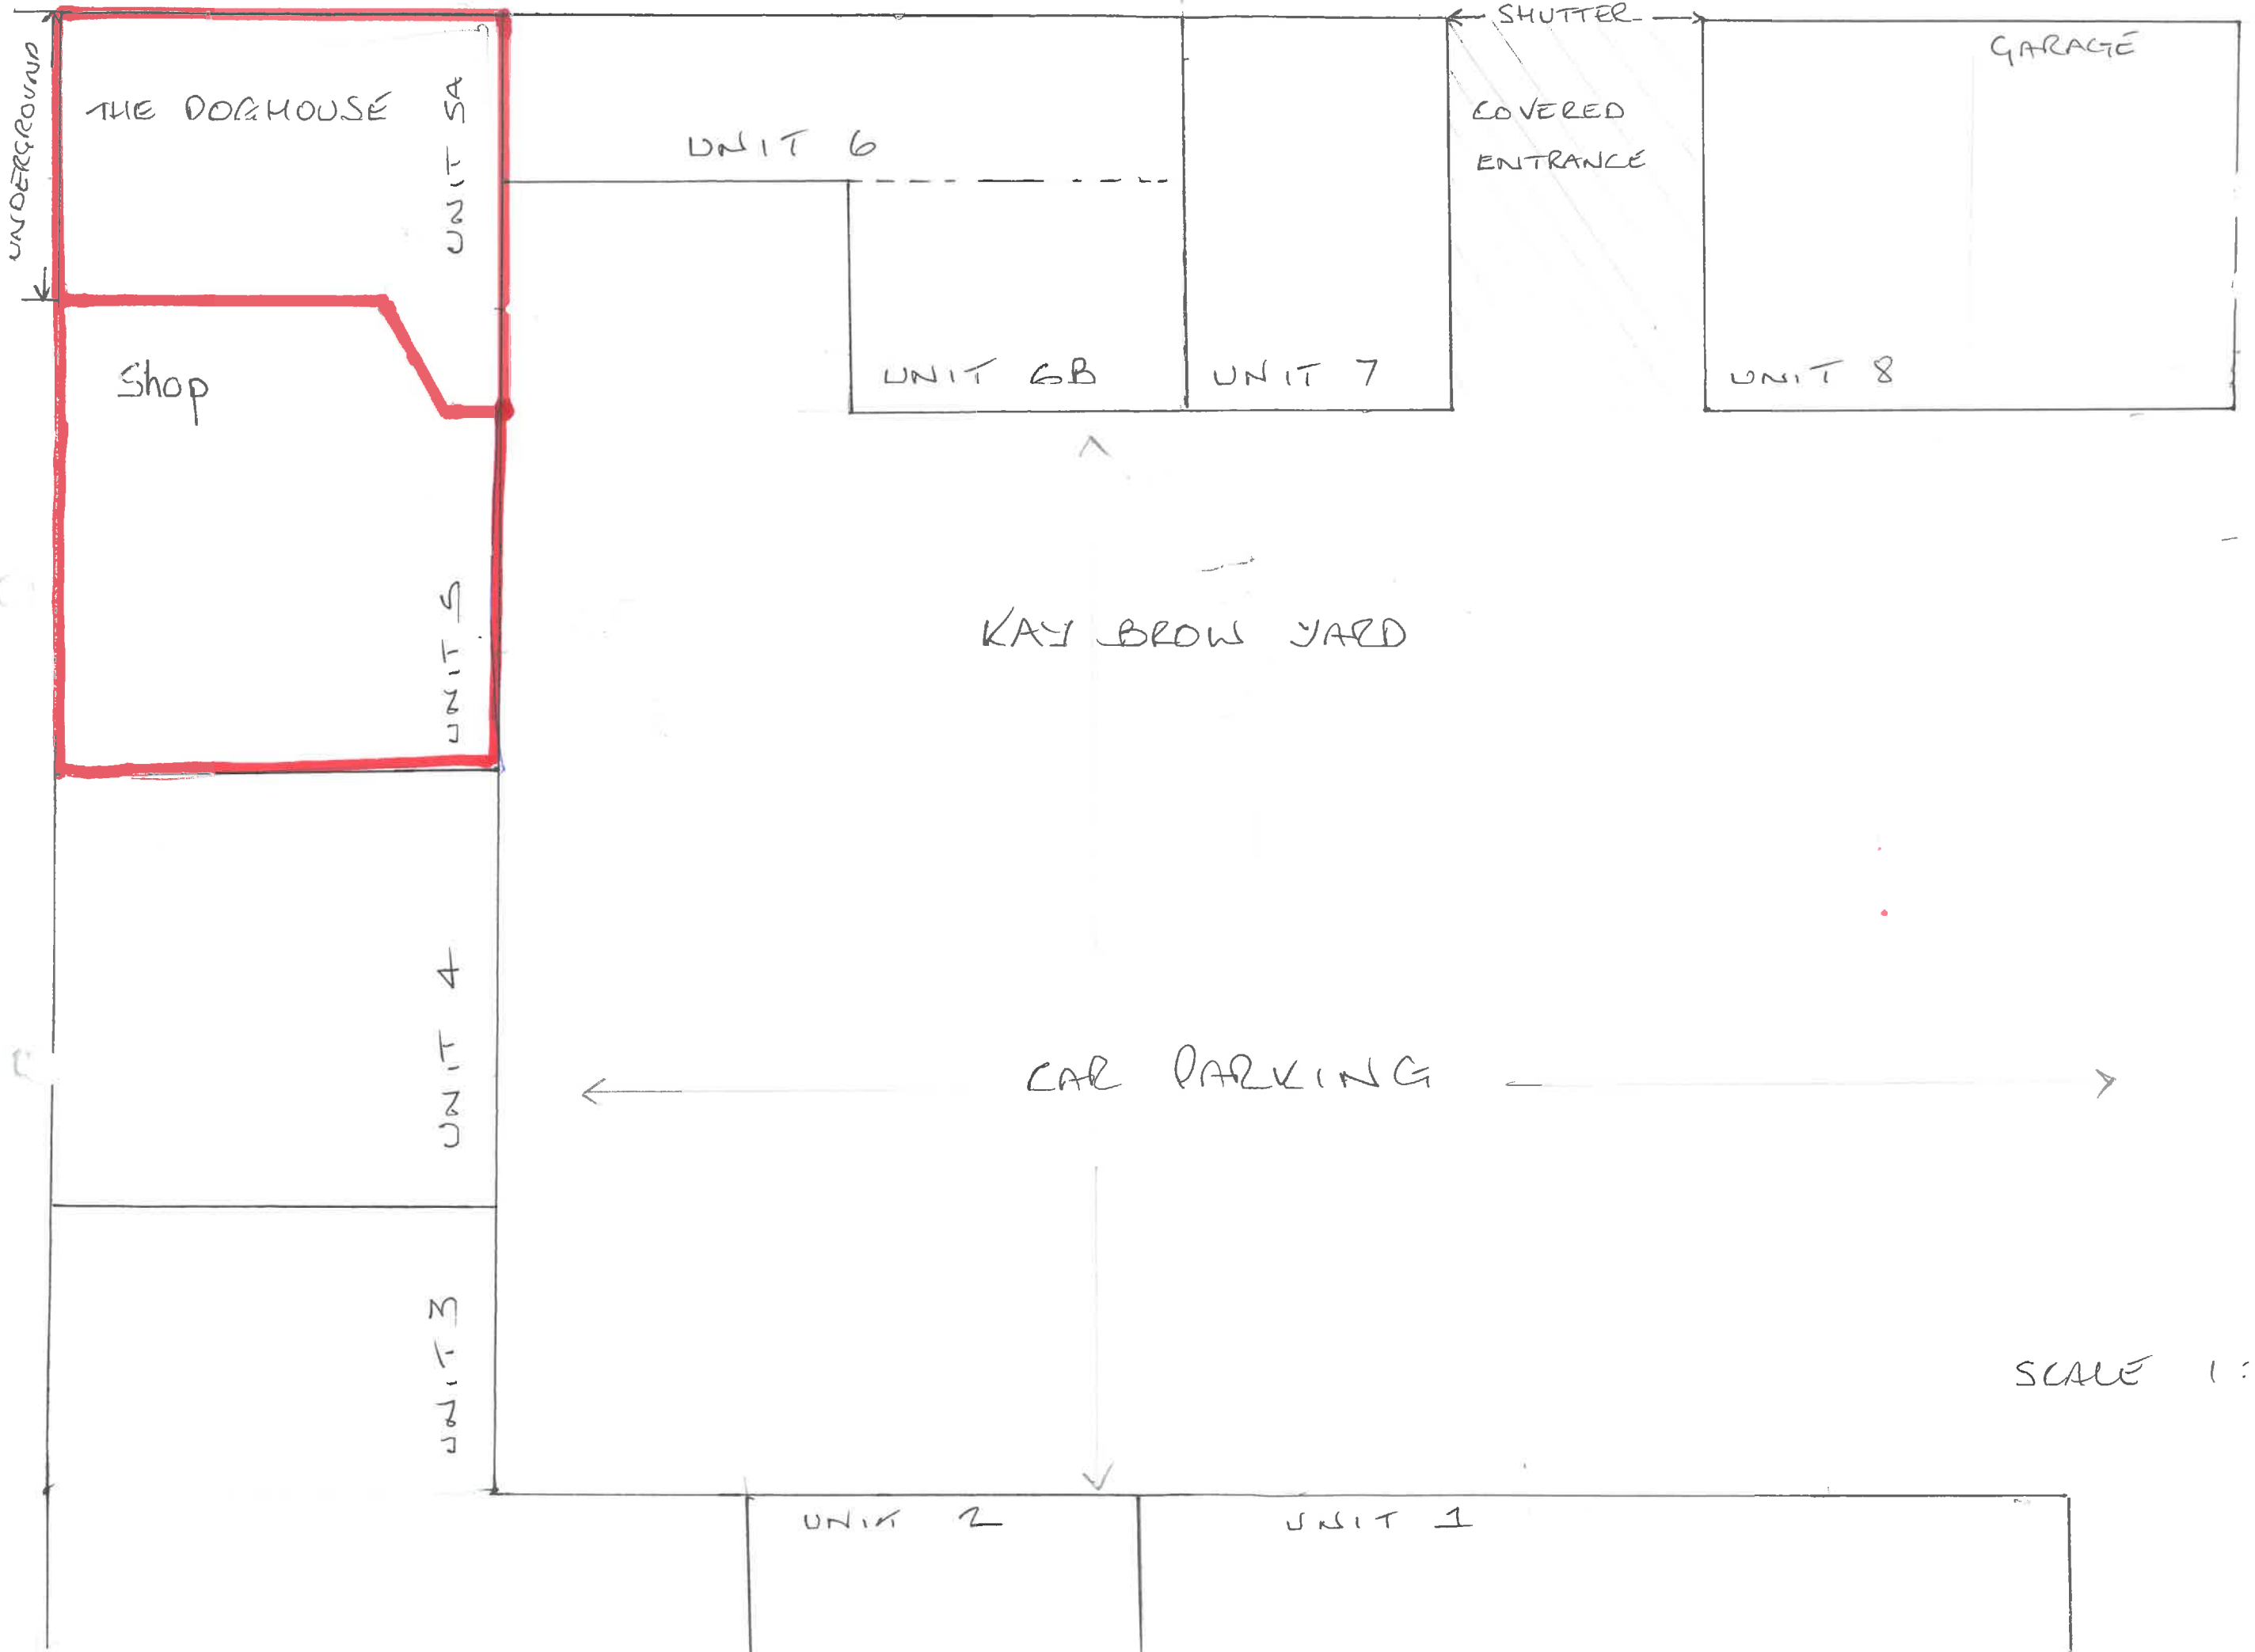 SHUTTER
GARAGE
UNDERGROUND
THE DOGHOUSE
UNIT 5A
UNIT 6
COVERED
ENTRANCE
Shop
UNIT 6B
UNIT 7
UNIT 8
UNIT 5
KAY BROW YARD
UNIT 4
CAR PARKING
UNIT 3
SCALE 1:
UNIT 2
UNIT 1